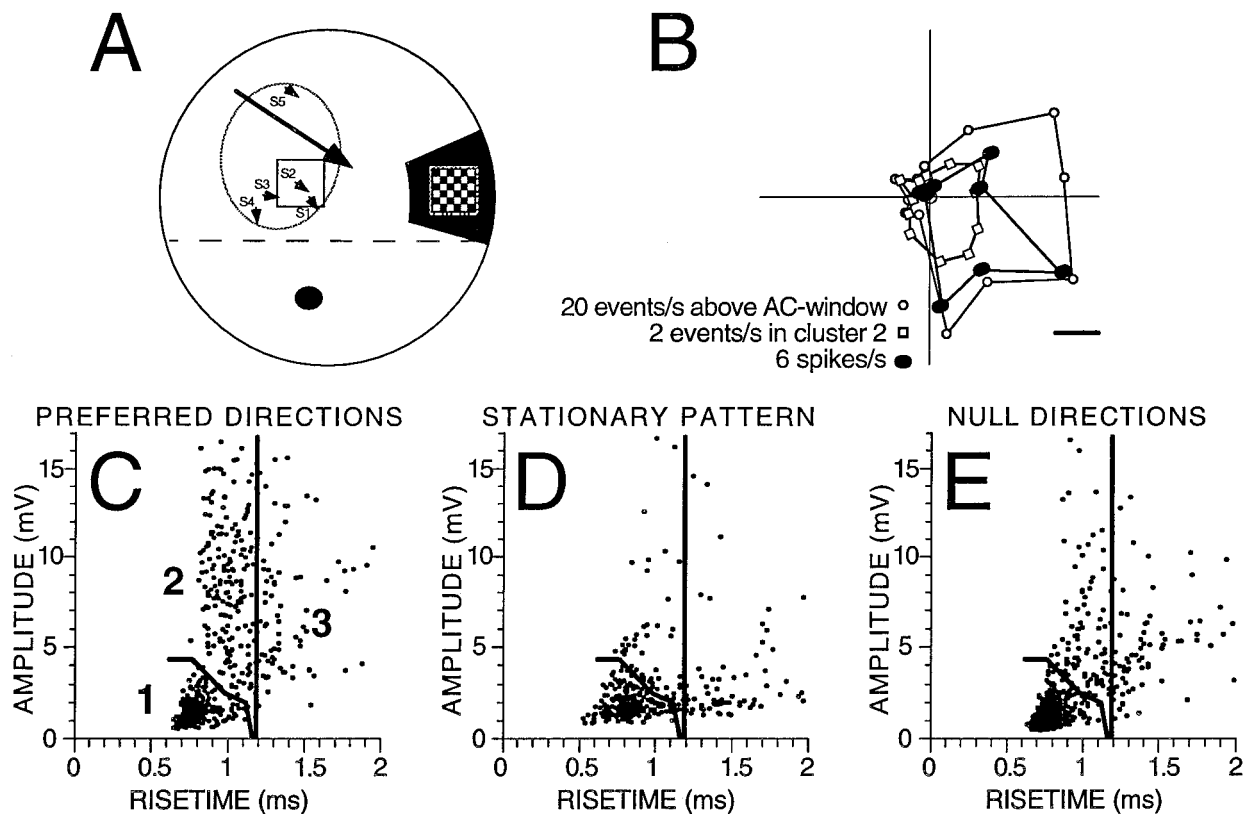 A
S5
S2
S3
S4
S1
B
20 events/s above AC-window
2 events/s in cluster 2
6 spikes/s
PREFERRED DIRECTIONS
C
1
2
3
AMPLITUDE (mV)
15
10
5
0
0 0.5 1 1.5 2
RISETIME (ms)
STATIONARY PATTERN
D
AMPLITUDE (mV)
15
10
5
0
0 0.5 1 1.5 2
RISETIME (ms)
NULL DIRECTIONS
E
AMPLITUDE (mV)
15
10
5
0
0 0.5 1 1.5 2
RISETIME (ms)